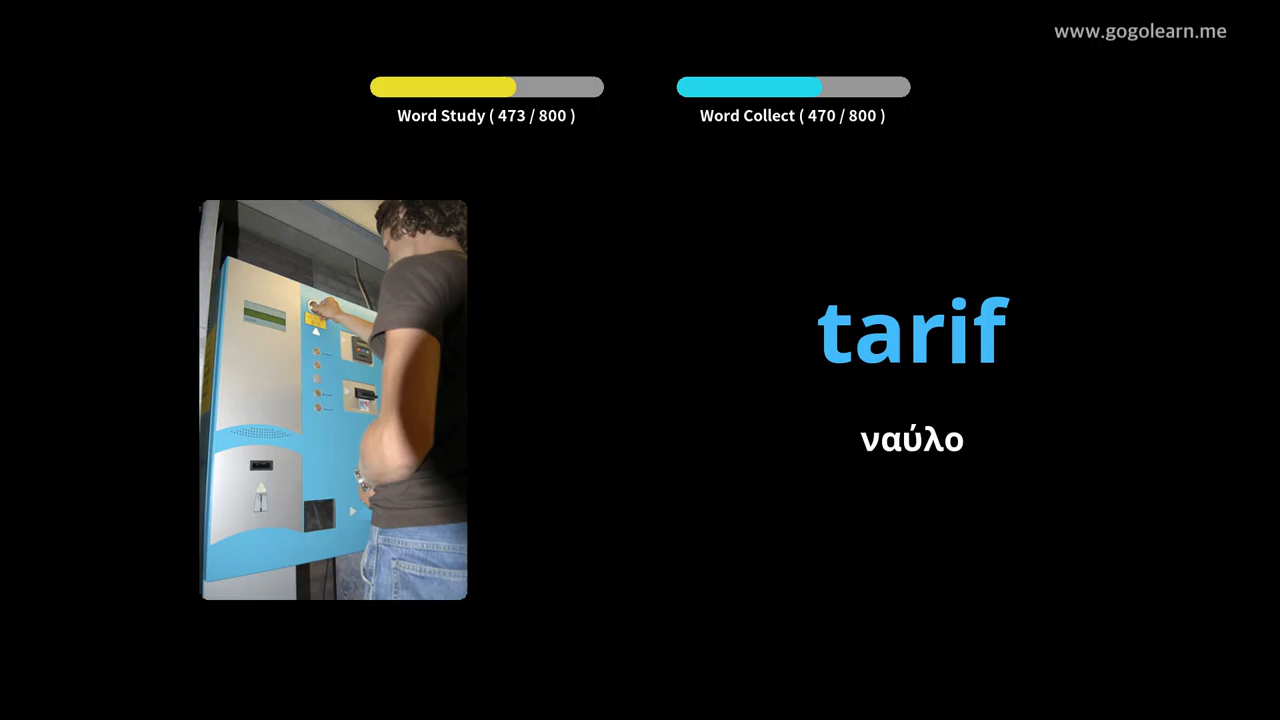 www.gogolearn.me
Word Study ( 473 / 800 )
Word Collect ( 470 / 800 )
tarif
ναύλο